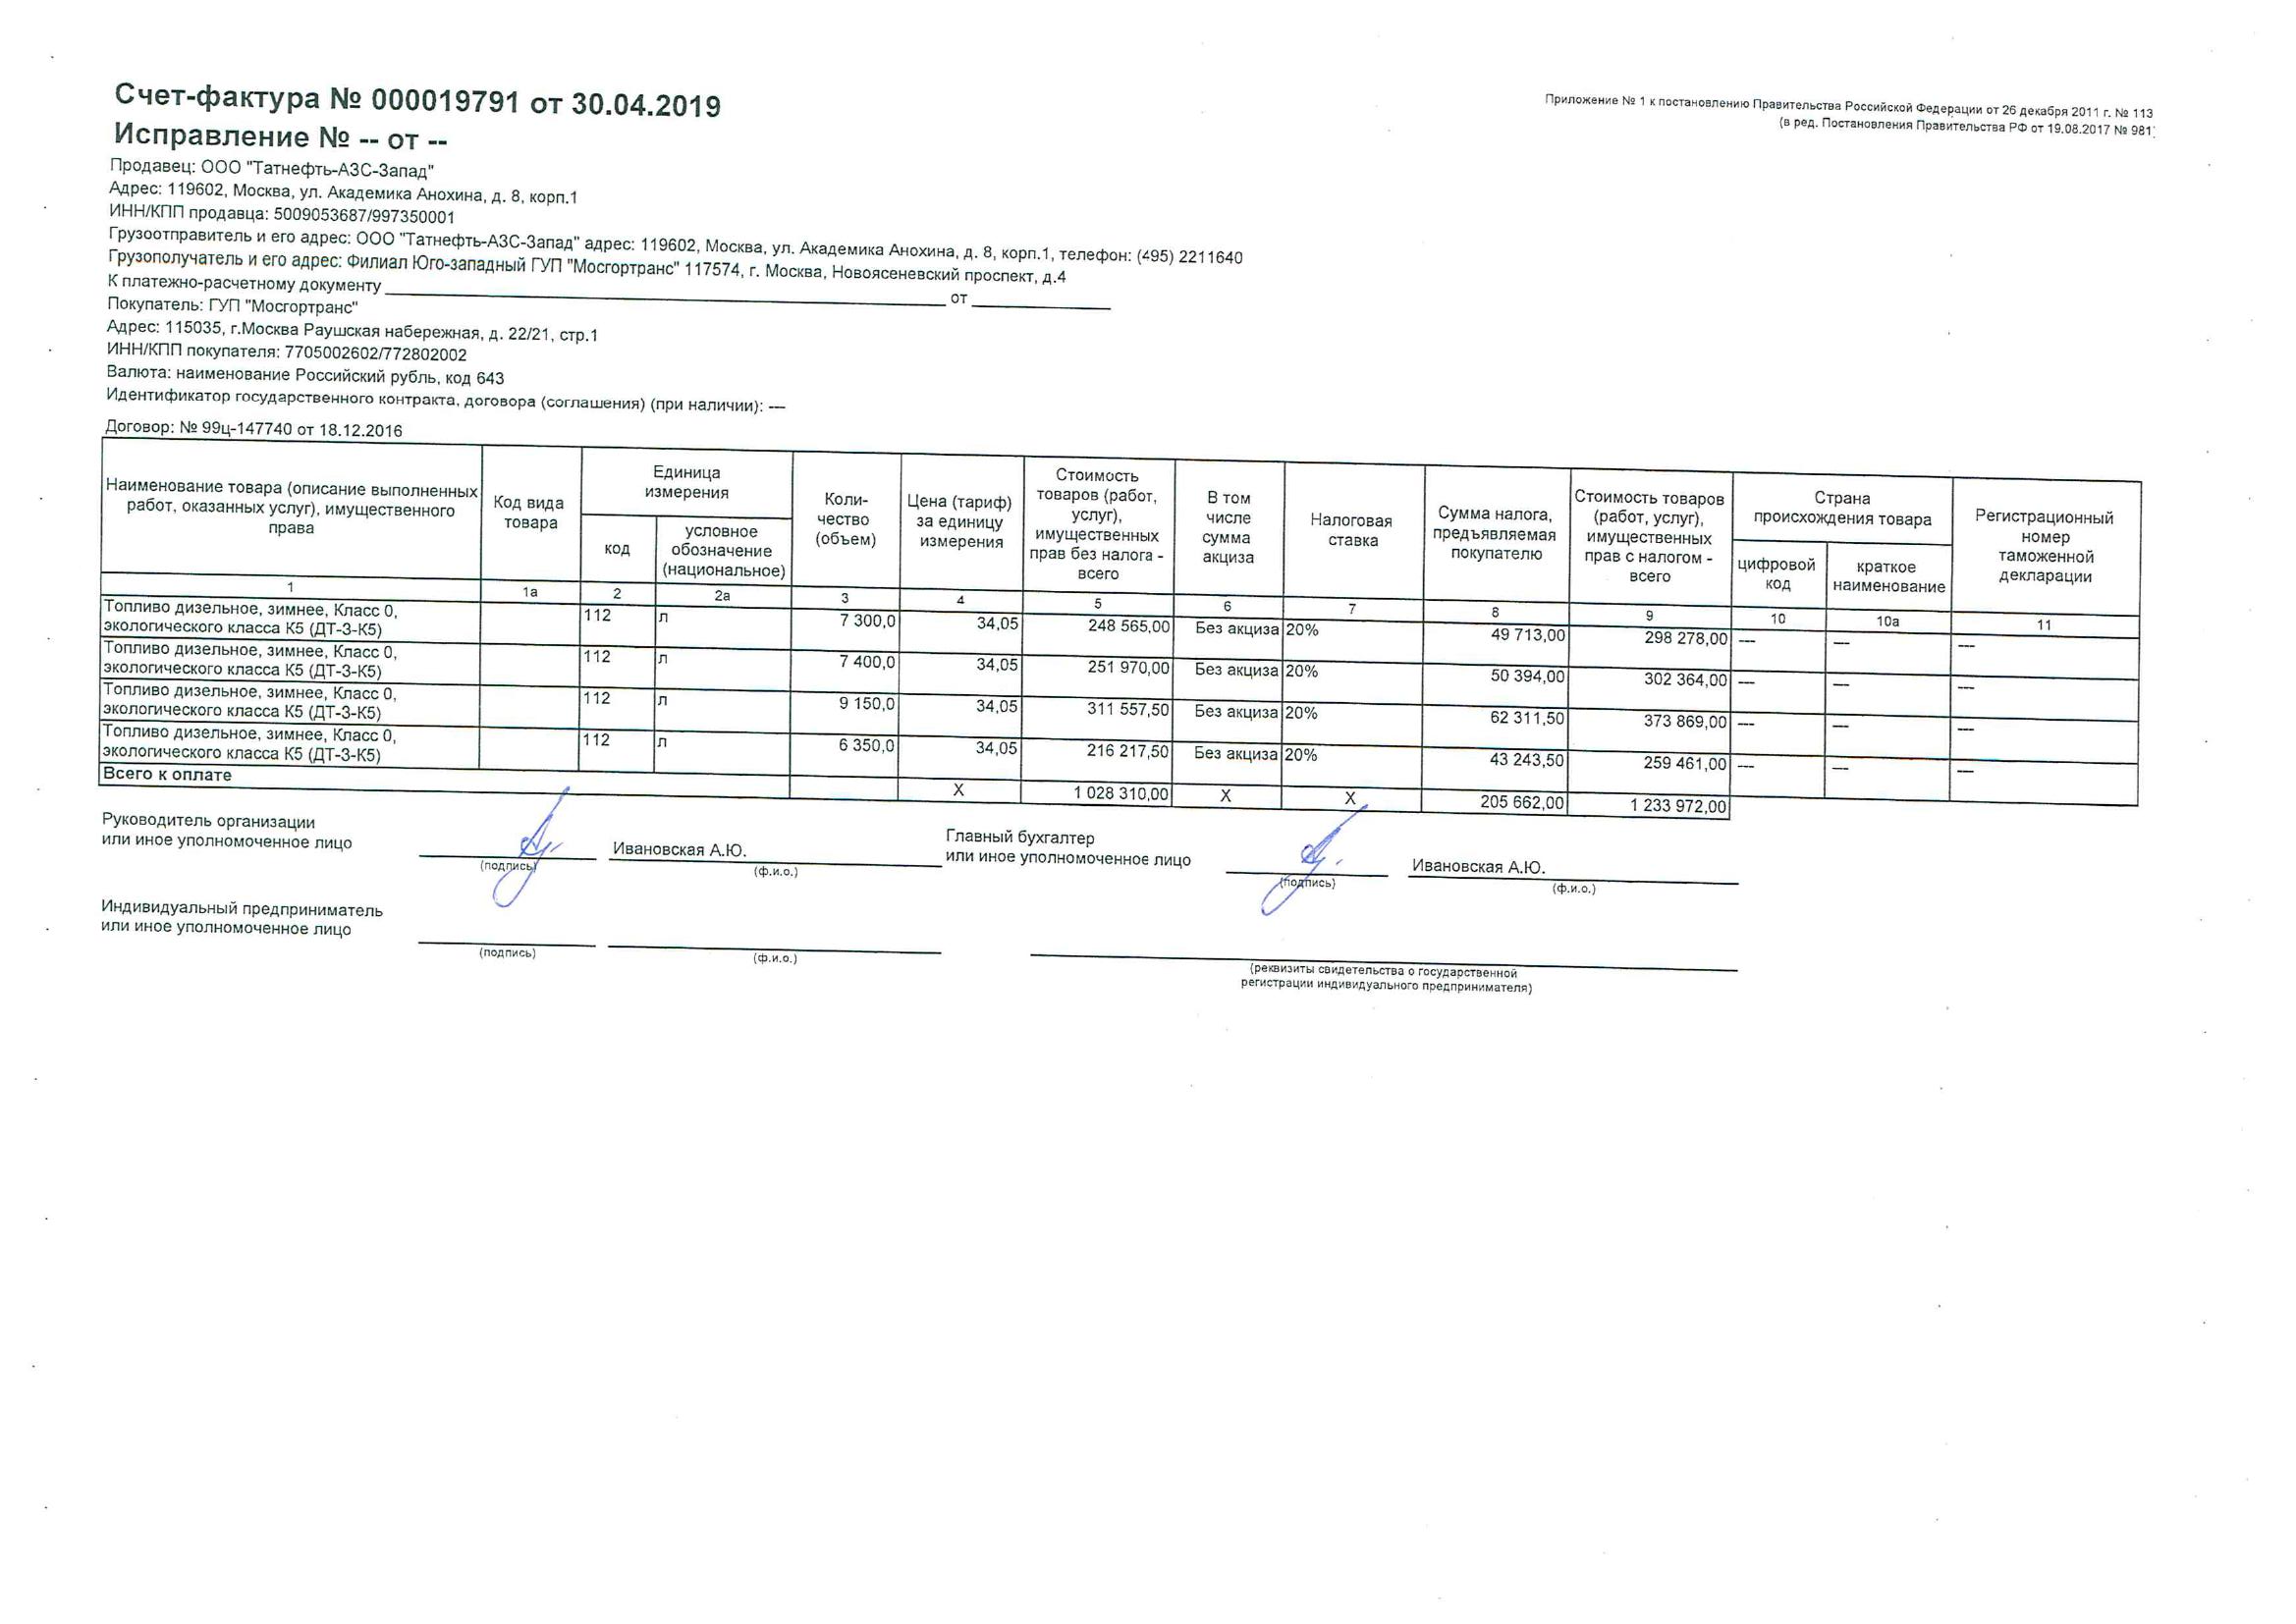 Счет-фактура № 000019791 от 30.04.2019
Исправление № -- от --
Приложение № 1 к постановлению Правительства Российской Федерации от 26 декабря 2011 г. № 113
(в ред. Постановления Правительства РФ от 19.08.2017 № 981
Продавец: ООО "Татнефть-АЗС-Запад"
Адрес: 119602, Москва, ул. Академика Анохина, д. 8, корп.1
ИНН/КПП продавца: 5009053687/997350001
Грузоотправитель и его адрес: ООО "Татнефть-АЗС-Запад" адрес: 119602, Москва, ул. Академика Анохина, д. 8, корп.1, телефон: (495) 2211640
Грузополучатель и его адрес: Филиал Юго-западный ГУП "Мосгортранс" 117574, г. Москва, Новоясеневский проспект, д.4
К платежно-расчетному документу от
Покупатель: ГУП "Мосгортранс"
Адрес: 115035, г.Москва Раушская набережная, д. 22/21, стр.1
ИНН/КПП покупателя: 7705002602/772802002
Валюта: наименование Российский рубль, код 643
Идентификатор государственного контракта, договора (соглашения) (при наличии): ---
Договор: № 99ц-147740 от 18.12.2016
Наименование товара (описание выполненных
работ, оказанных услуг), имущественного
права
Код вида
товара
Единица
измерения
код
условное
обозначение
(национальное)
Коли-
чество
(объем)
Цена (тариф)
за единицу
измерения
Стоимость
товаров (работ,
услуг),
имущественных
прав без налога -
всего
В том
числе
сумма
акциза
Налоговая
ставка
Сумма налога,
предъявляемая
покупателю
Стоимость товаров
(работ, услуг),
имущественных
прав с налогом -
всего
Страна
происхождения товара
цифровой
код
краткое
наименование
Регистрационный
номер
таможенной
декларации
1 1а 2 2а 3 4 5 6 7 8 9 10 10а 11
Топливо дизельное, зимнее, Класс 0,
экологического класса К5 (ДТ-З-К5)
112 л 7 300,0 34,05 248 565,00 Без акциза 20% 49 713,00 298 278,00 --- --- ---
Топливо дизельное, зимнее, Класс 0,
экологического класса К5 (ДТ-З-К5)
112 л 7 400,0 34,05 251 970,00 Без акциза 20% 50 394,00 302 364,00 --- --- ---
Топливо дизельное, зимнее, Класс 0,
экологического класса К5 (ДТ-З-К5)
112 л 9 150,0 34,05 311 557,50 Без акциза 20% 62 311,50 373 869,00 --- --- ---
Топливо дизельное, зимнее, Класс 0,
экологического класса К5 (ДТ-З-К5)
112 л 6 350,0 34,05 216 217,50 Без акциза 20% 43 243,50 259 461,00 --- --- ---
Всего к оплате Х 1 028 310,00 Х Х 205 662,00 1 233 972,00
Руководитель организации
или иное уполномоченное лицо
Ивановская А.Ю.
(подпись) (ф.и.о.)
Главный бухгалтер
или иное уполномоченное лицо
Ивановская А.Ю.
(подпись) (ф.и.о.)
Индивидуальный предприниматель
или иное уполномоченное лицо
(подпись) (ф.и.о.)
(реквизиты свидетельства о государственной
регистрации индивидуального предпринимателя)